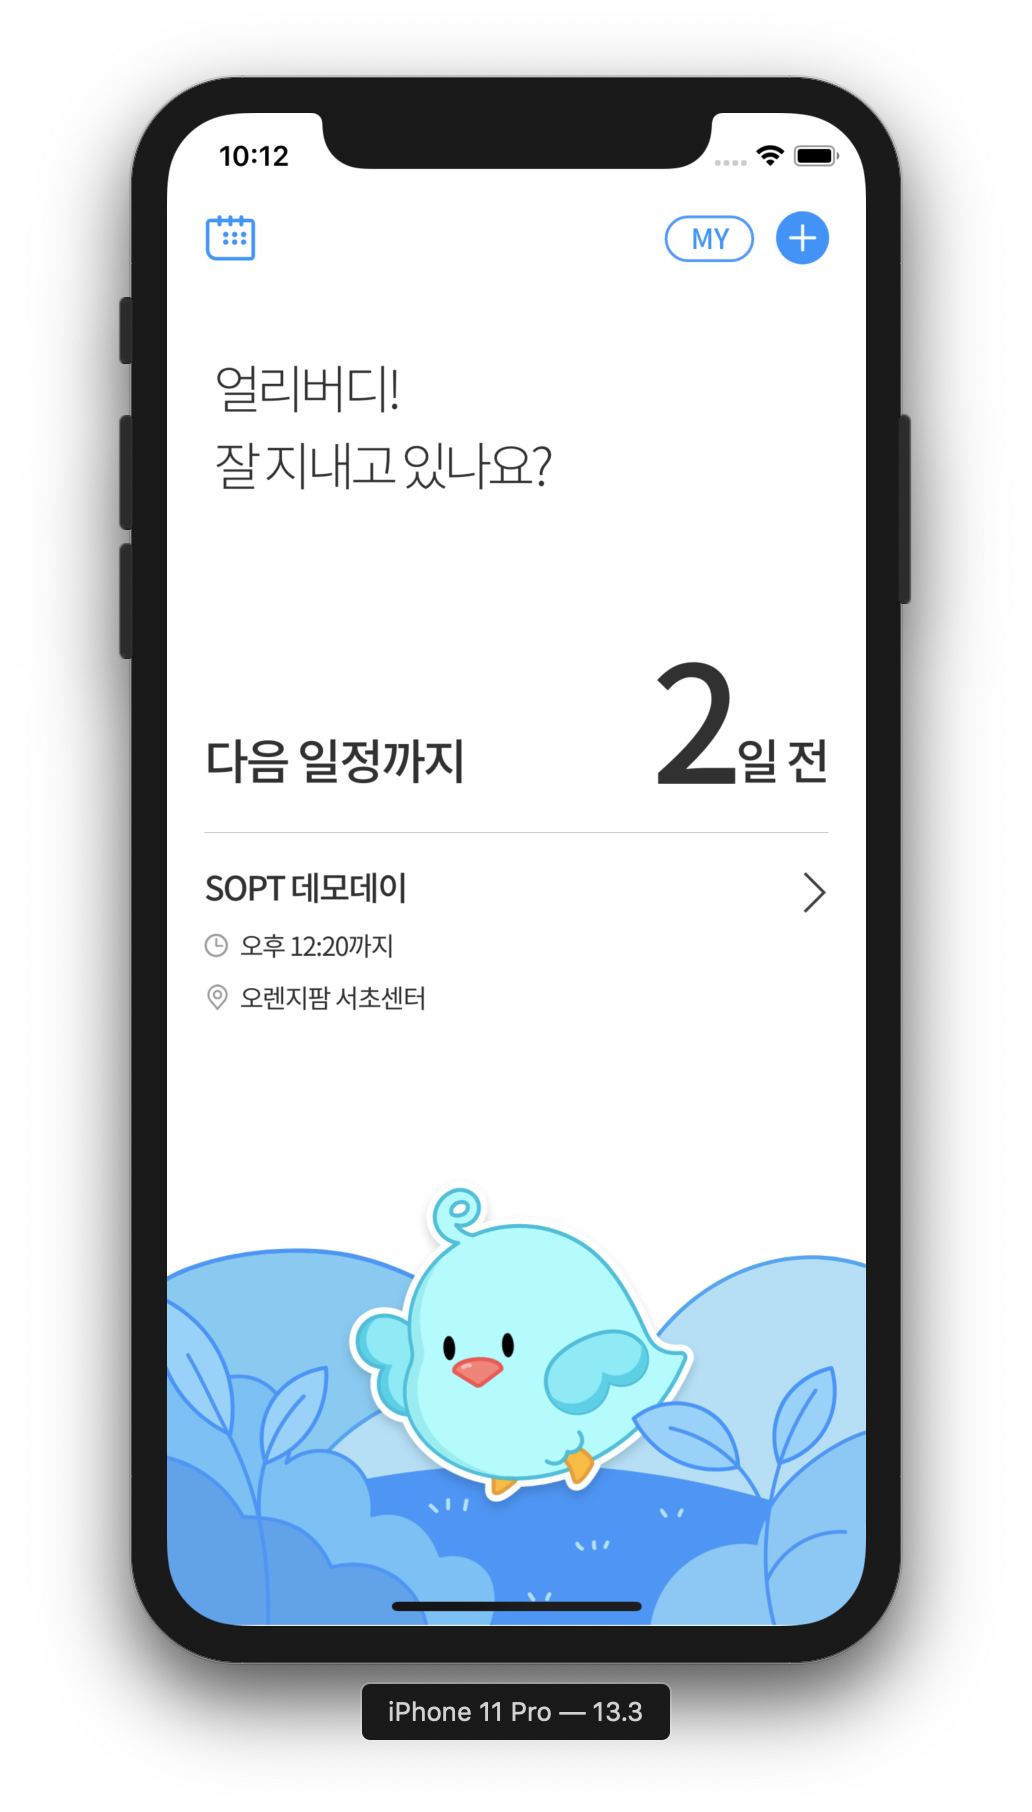 10:12
MY
얼리버디!
잘 지내고 있나요?
다음 일정까지 2일 전
SOPT 데모데이
오후 12:20까지
오렌지팜 서초센터
iPhone 11 Pro — 13.3